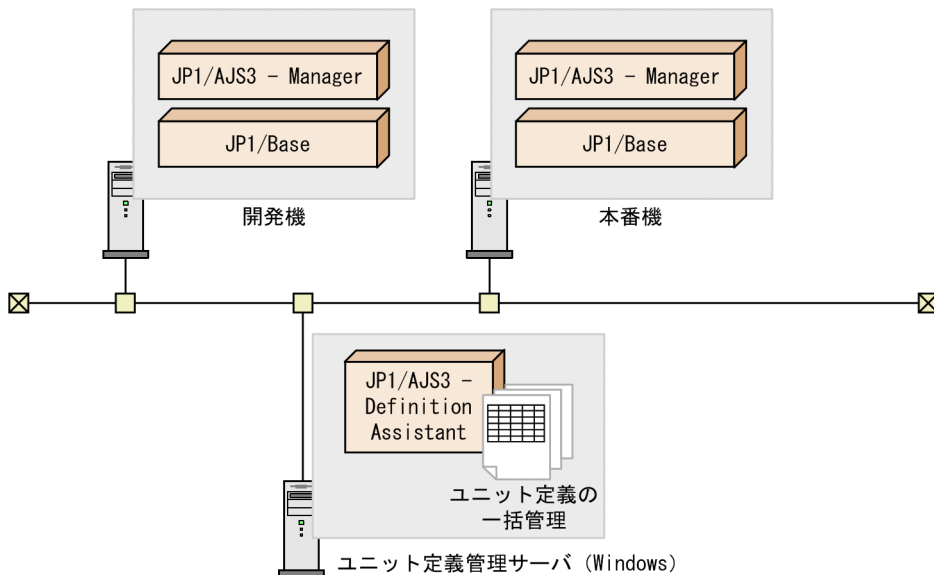 JP1/AJS3 - Manager
JP1/Base
開発機
JP1/AJS3 - Manager
JP1/Base
本番機
JP1/AJS3 -
Definition
Assistant
ユニット定義の
一括管理
ユニット定義管理サーバ（Windows）